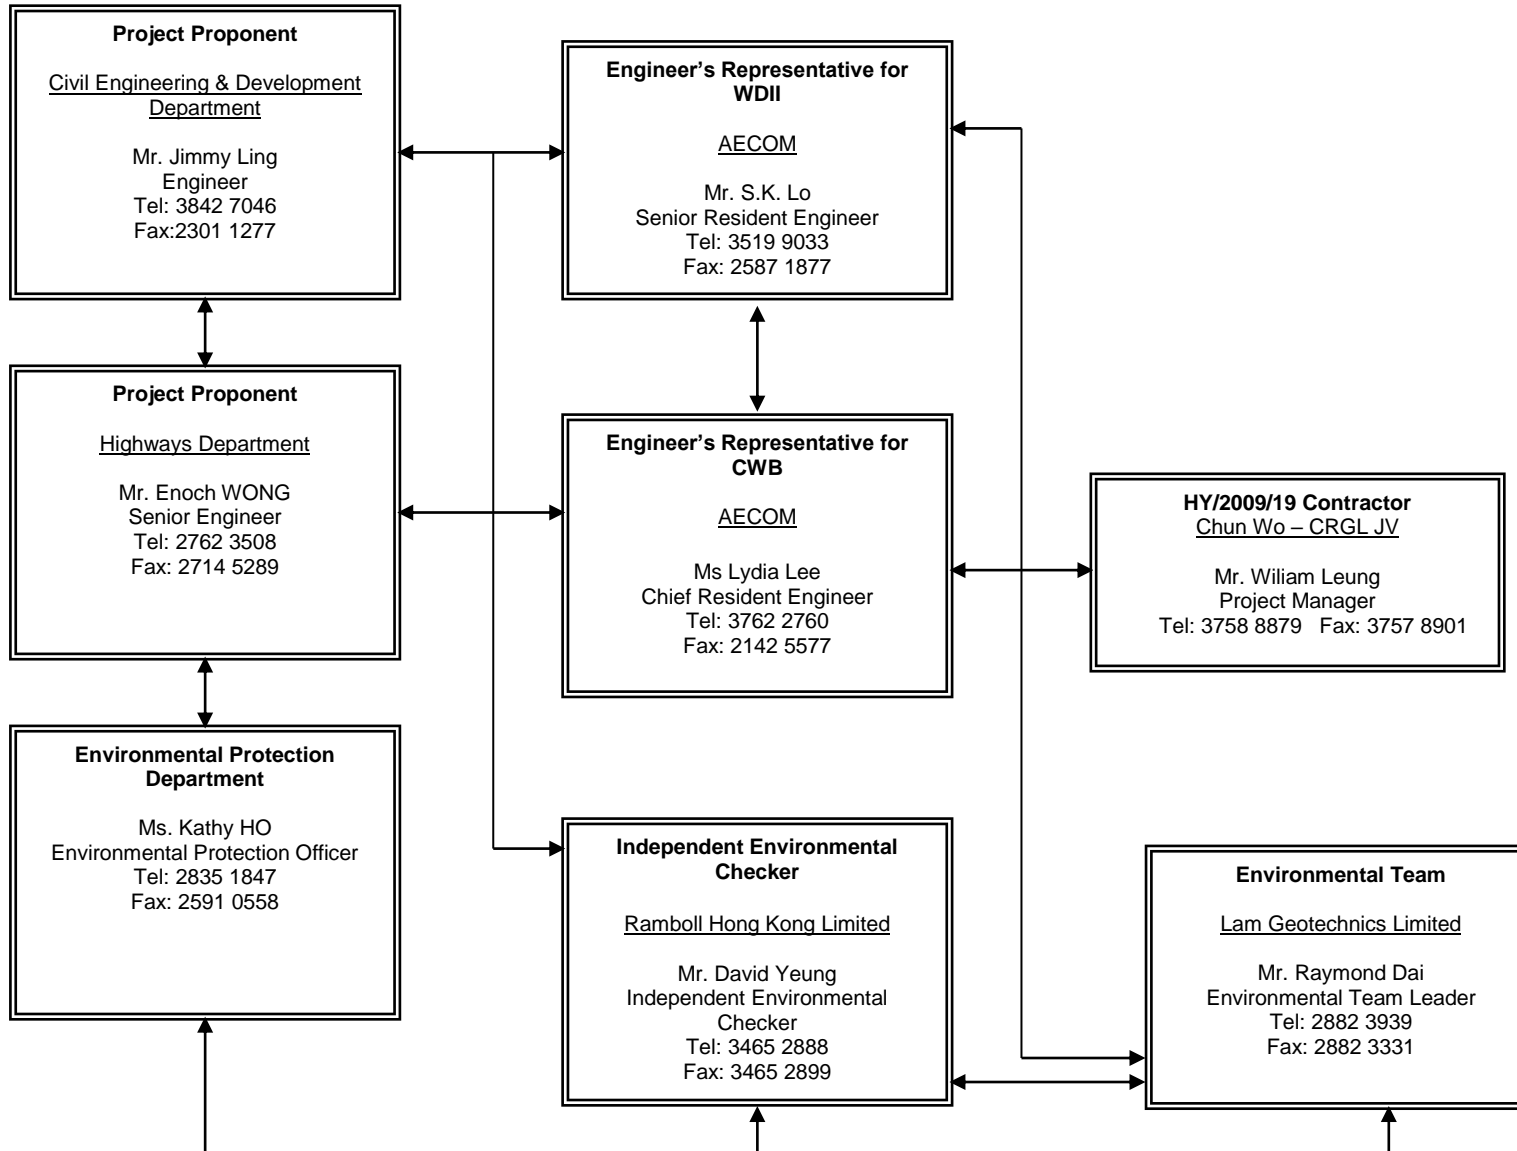 Project Proponent
Civil Engineering & Development
Department
Mr. Jimmy Ling
Engineer
Tel: 3842 7046
Fax:2301 1277
Engineer’s Representative for
WDII
AECOM
Mr. S.K. Lo
Senior Resident Engineer
Tel: 3519 9033
Fax: 2587 1877
Project Proponent
Highways Department
Mr. Enoch WONG
Senior Engineer
Tel: 2762 3508
Fax: 2714 5289
Engineer’s Representative for
CWB
AECOM
Ms Lydia Lee
Chief Resident Engineer
Tel: 3762 2760
Fax: 2142 5577
HY/2009/19 Contractor
Chun Wo – CRGL JV
Mr. Wiliam Leung
Project Manager
Tel: 3758 8879   Fax: 3757 8901
Environmental Protection
Department
Ms. Kathy HO
Environmental Protection Officer
Tel: 2835 1847
Fax: 2591 0558
Independent Environmental
Checker
Ramboll Hong Kong Limited
Mr. David Yeung
Independent Environmental
Checker
Tel: 3465 2888
Fax: 3465 2899
Environmental Team
Lam Geotechnics Limited
Mr. Raymond Dai
Environmental Team Leader
Tel: 2882 3939
Fax: 2882 3331